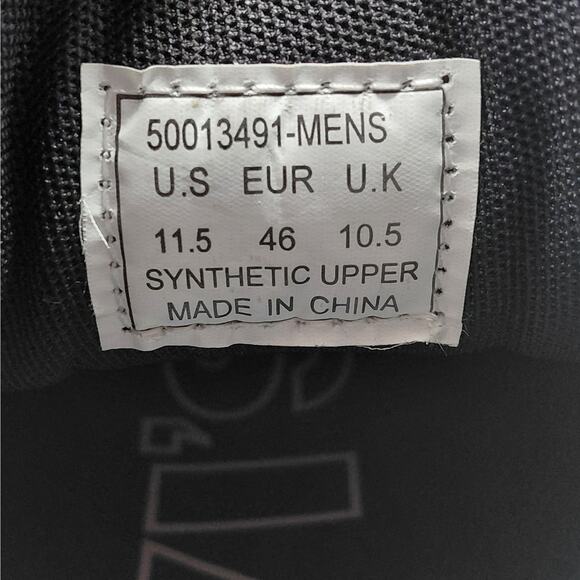 50013491-MENS
U.S EUR U.K
11.5 46 10.5
SYNTHETIC UPPER
MADE IN CHINA